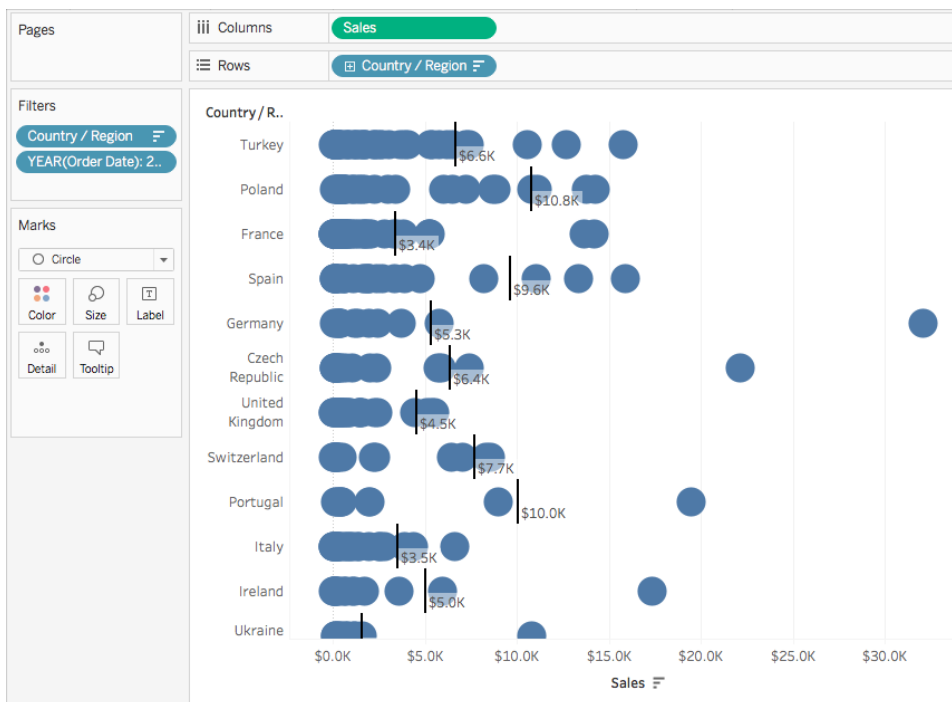 Pages
Columns
Sales
Rows
Country / Region
Filters
Country / Region
YEAR(Order Date): 2..
Marks
Circle
Color
Size
T
Label
Detail
Tooltip
Country / R..
Turkey
$6.6K
Poland
$10.8K
France
$3.4K
Spain
$9.6K
Germany
$5.3K
Czech
Republic
$6.4K
United
Kingdom
$4.5K
Switzerland
$7.7K
Portugal
$10.0K
Italy
$3.5K
Ireland
$5.0K
Ukraine
$0.0K $5.0K $10.0K $15.0K $20.0K $25.0K $30.0K
Sales